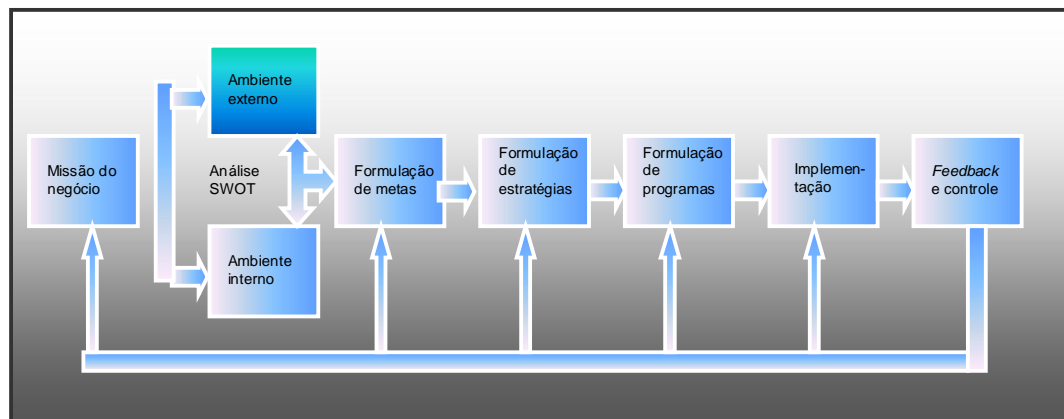 Missão do
negócio
Ambiente
externo
Análise
SWOT
Ambiente
interno
Formulação
de metas
Formulação
de
estratégias
Formulação
de
programas
Implemen-
tação
Feedback
e controle